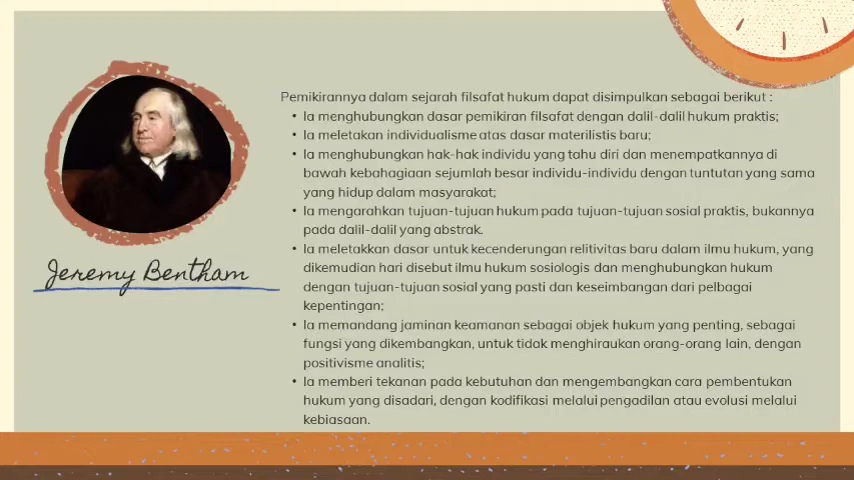 Pemikirannya dalam sejarah filsafat hukum dapat disimpulkan sebagai berikut :
• Ia menghubungkan dasar pemikiran filsafat dengan dalil-dalil hukum praktis;
• Ia meletakan individualisme atas dasar materilistis baru;
• Ia menghubungkan hak-hak individu yang tahu diri dan menempatkannya di
bawah kebahagiaan sejumlah besar individu-individu dengan tuntutan yang sama
yang hidup dalam masyarakat;
• Ia mengarahkan tujuan-tujuan hukum pada tujuan-tujuan sosial praktis, bukannya
pada dalil-dalil yang abstrak.
• Ia meletakkan dasar untuk kecenderungan relitivitas baru dalam ilmu hukum, yang
dikemudian hari disebut ilmu hukum sosiologis dan menghubungkan hukum
dengan tujuan-tujuan sosial yang pasti dan keseimbangan dari pelbagai
kepentingan;
• Ia memandang jaminan keamanan sebagai objek hukum yang penting, sebagai
fungsi yang dikembangkan, untuk tidak menghiraukan orang-orang lain, dengan
positivisme analitis;
• Ia memberi tekanan pada kebutuhan dan mengembangkan cara pembentukan
hukum yang disadari, dengan kodifikasi melalui pengadilan atau evolusi melalui
kebiasaan.
Jeremy Bentham